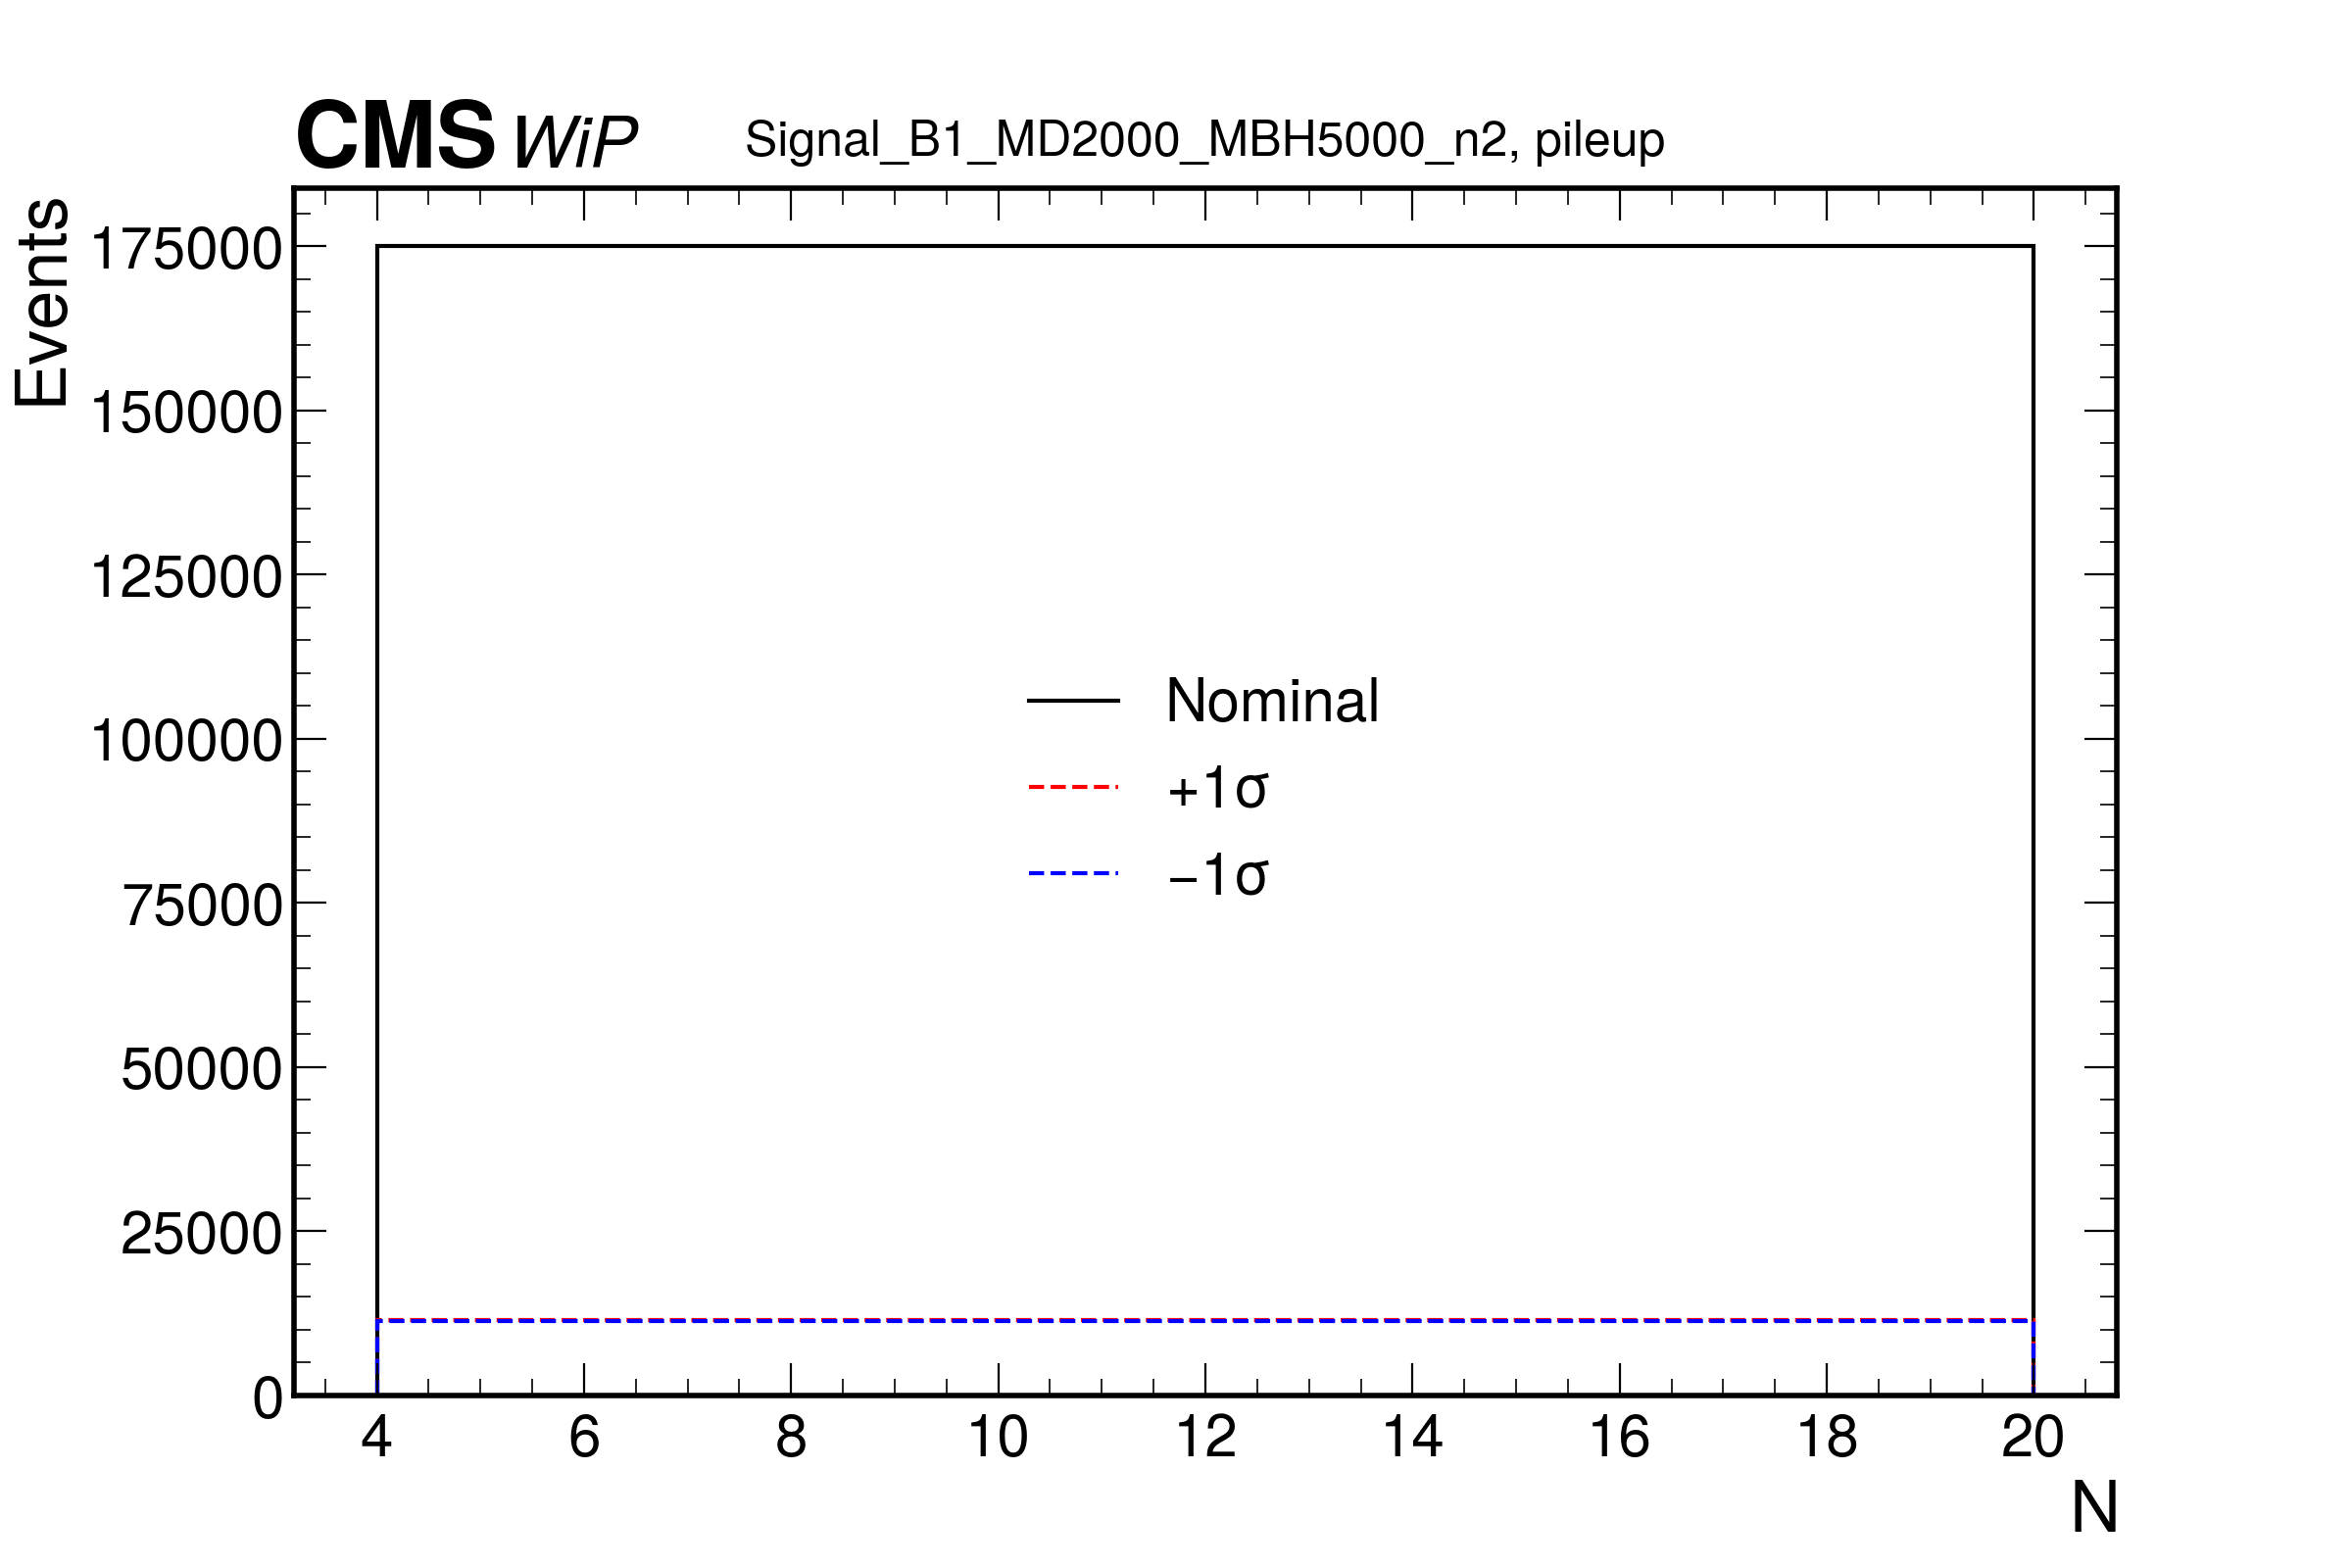 CMS WiP Signal_B1_MD2000_MBH5000_n2, pileup
Events
175000
150000
125000
100000
75000
50000
25000
0
Nominal
+1σ
−1σ
4 6 8 10 12 14 16 18 20
N